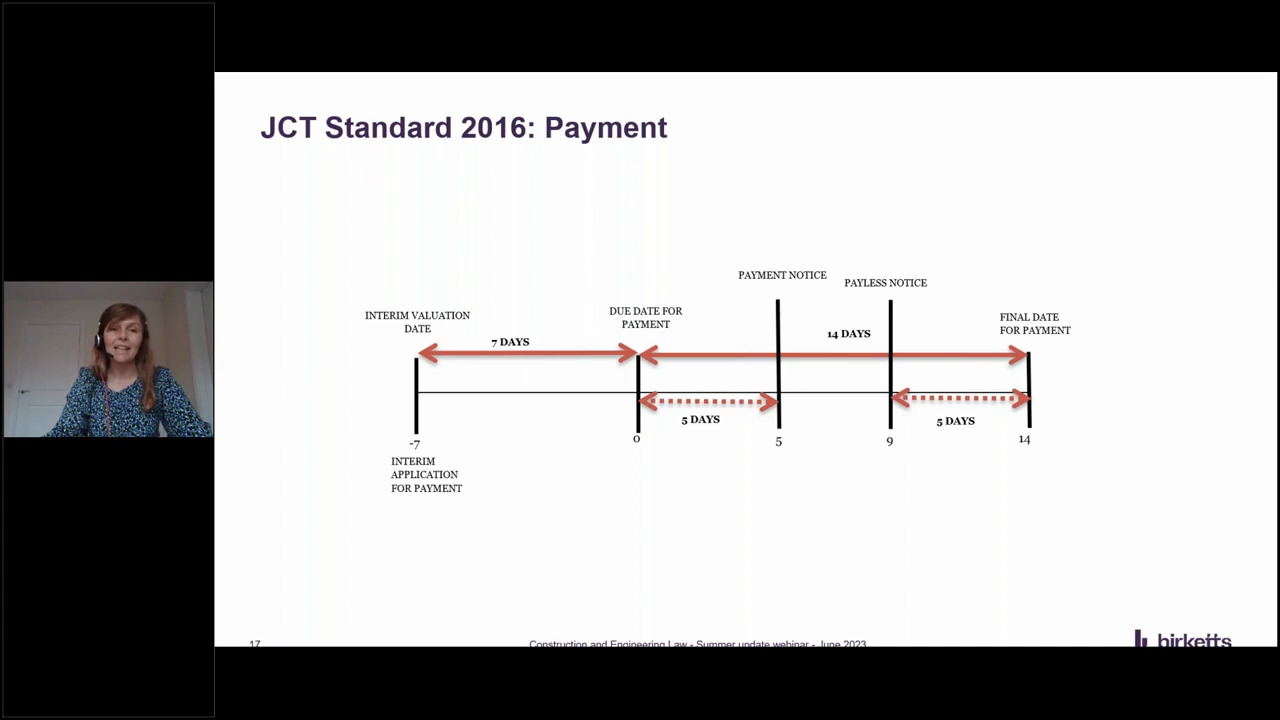 JCT Standard 2016: Payment
PAYMENT NOTICE
PAYLESS NOTICE
INTERIM VALUATION
DATE
DUE DATE FOR
PAYMENT
FINAL DATE
FOR PAYMENT
7 DAYS
14 DAYS
5 DAYS
5 DAYS
-7
0
5
9
14
INTERIM
APPLICATION
FOR PAYMENT
17
Construction and Engineering Law - Summer update webinar - June 2023
birketts